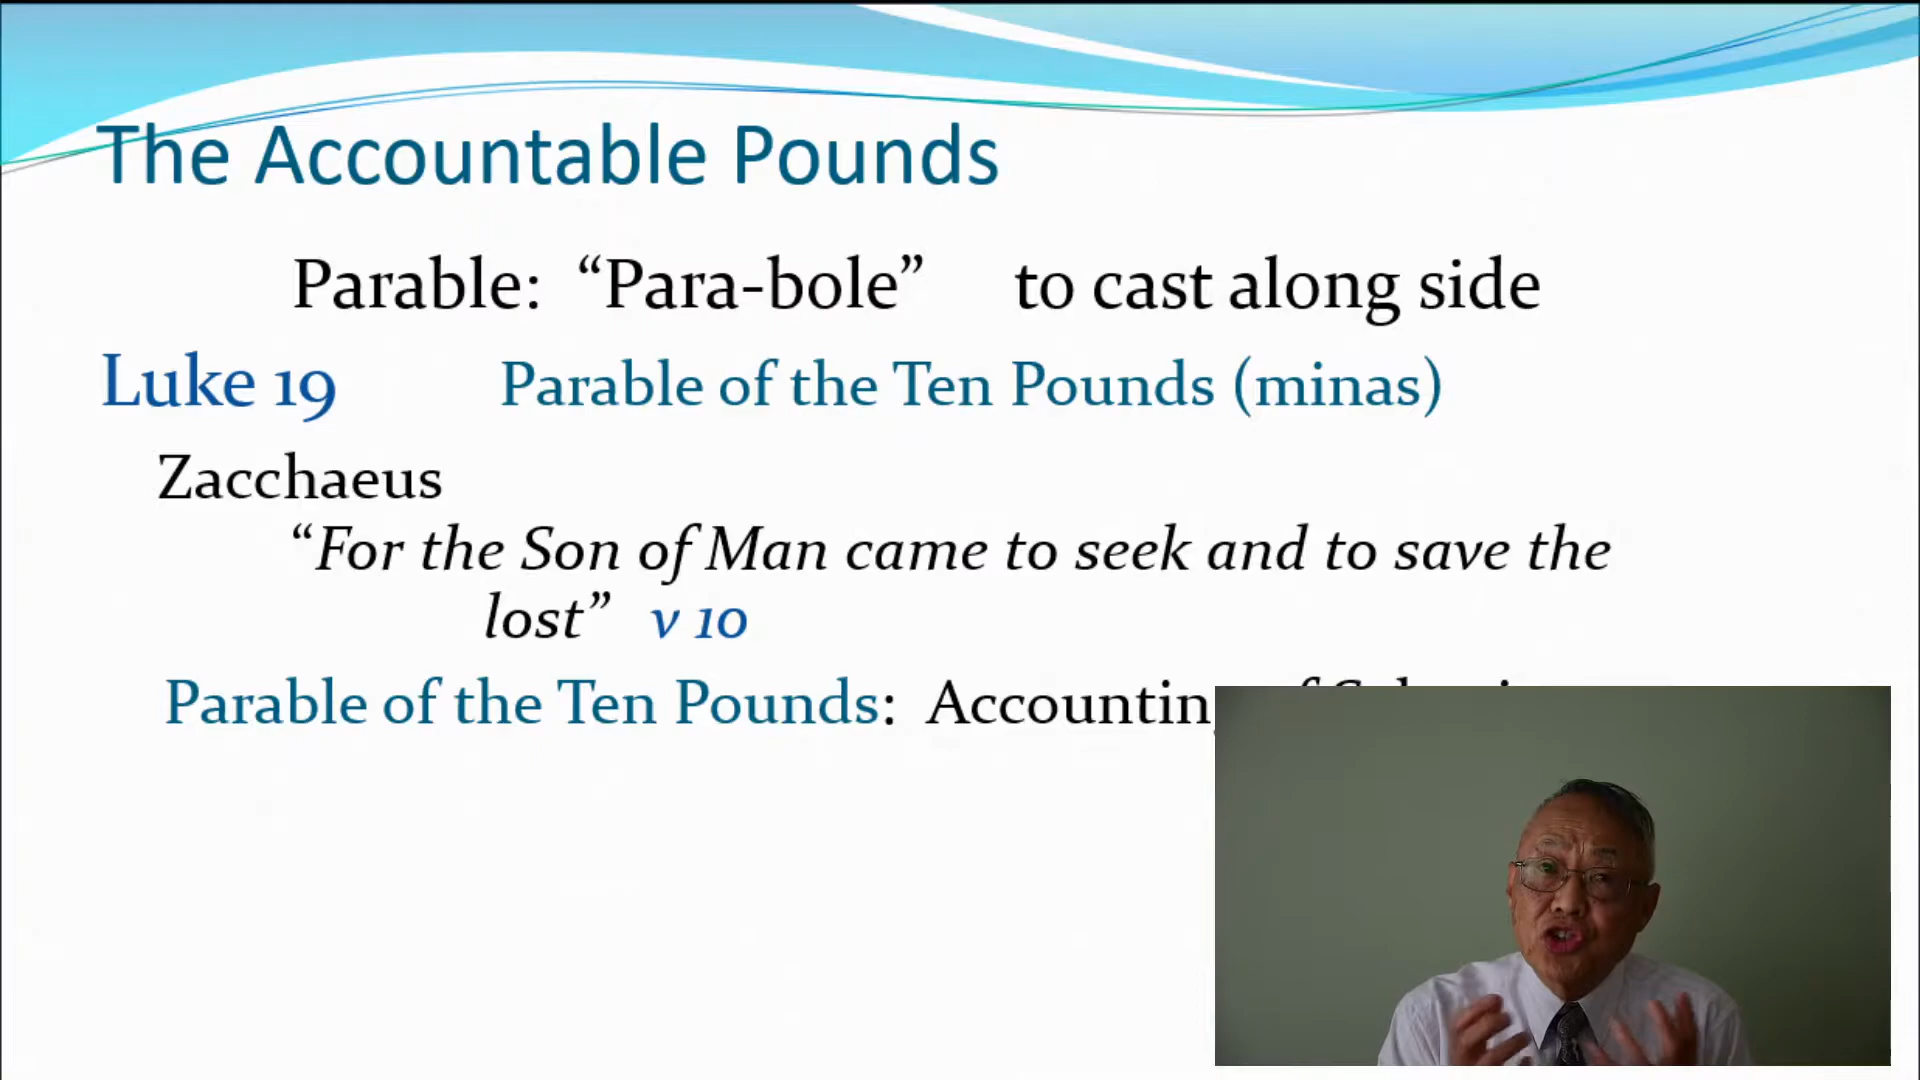 The Accountable Pounds
Parable: “Para-bole” to cast along side
Luke 19 Parable of the Ten Pounds (minas)
Zacchaeus
“For the Son of Man came to seek and to save the
lost” v 10
Parable of the Ten Pounds: